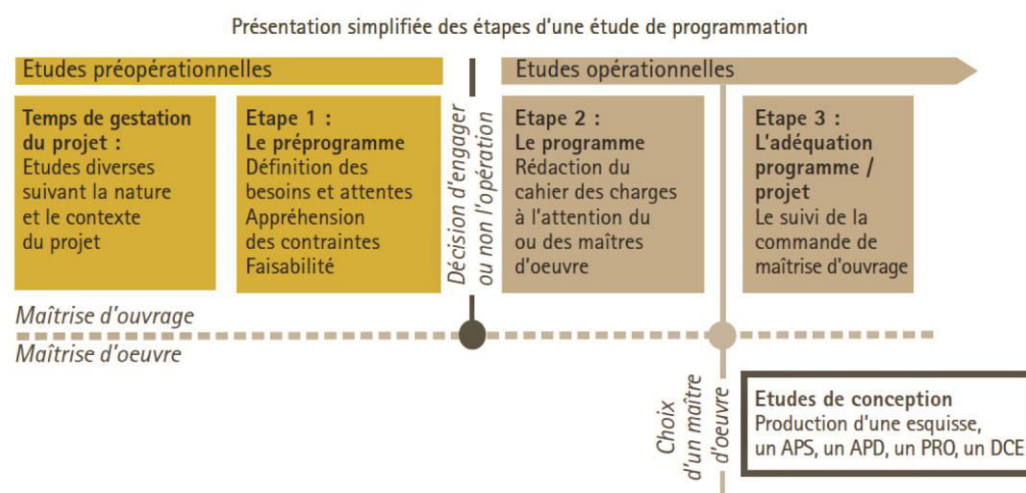 Présentation simplifiée des étapes d'une étude de programmation
Etudes préopérationnelles
Etudes opérationnelles
Temps de gestation
du projet :
Etudes diverses
suivant la nature
et le contexte
du projet
Etape 1 :
Le préprogramme
Définition des
besoins et attentes
Appréhension
des contraintes
Faisabilité
Décision d'engager
ou non l'opération
Etape 2 :
Le programme
Rédaction du
cahier des charges
à l'attention du
ou des maîtres
d'oeuvre
Etape 3 :
L'adéquation
programme /
projet
Le suivi de la
commande de
maîtrise d'ouvrage
Maîtrise d'ouvrage
Maîtrise d'oeuvre
Choix
d'un maître
d'oeuvre
Etudes de conception
Production d'une esquisse,
un APS, un APD, un PRO, un DCE